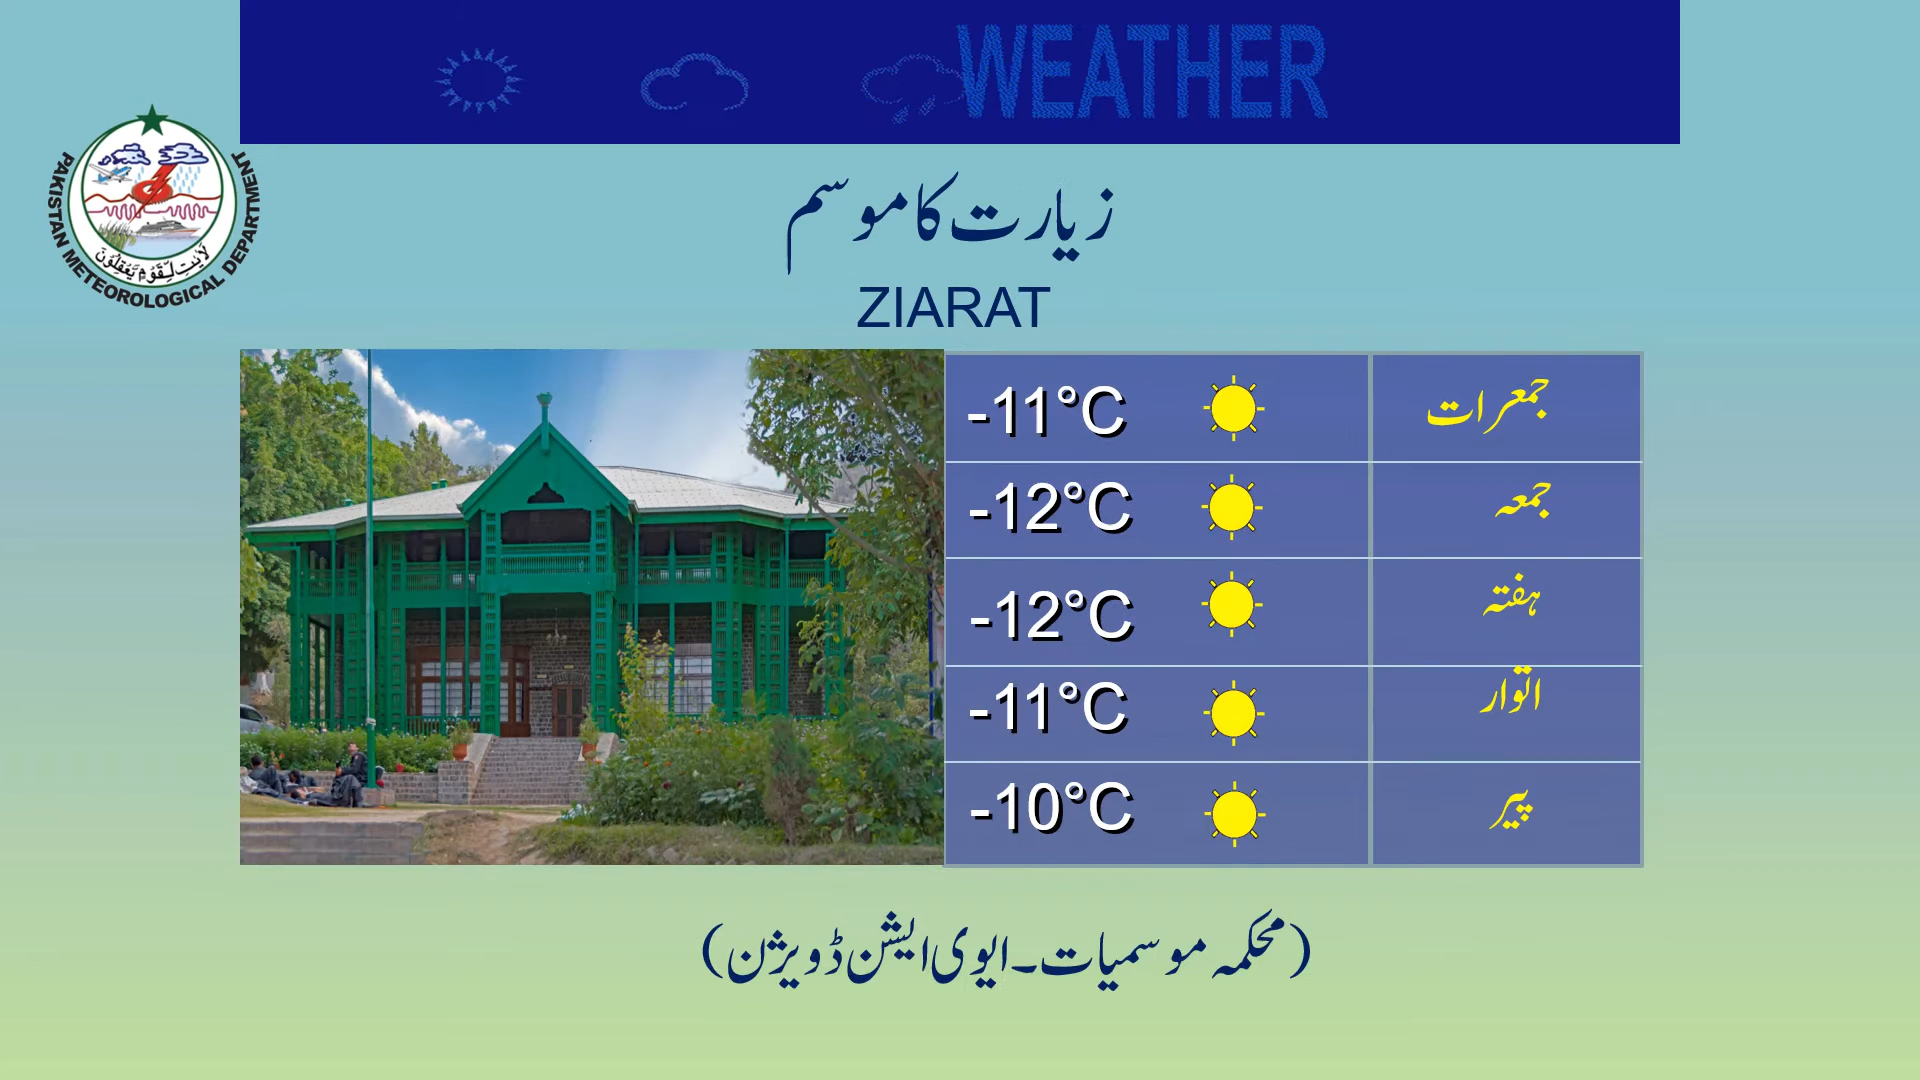 WEATHER
PAKISTAN METEOROLOGICAL DEPARTMENT
لَاٰیٰتٍ لِّقَوْمٍ یَّعْقِلُوْنَ
زیارت کا موسم
ZIARAT
-11°C جمعرات
-12°C جمعہ
-12°C ہفتہ
-11°C اتوار
-10°C پیر
(محکمہ موسمیات۔ایوی ایشن ڈویژن)